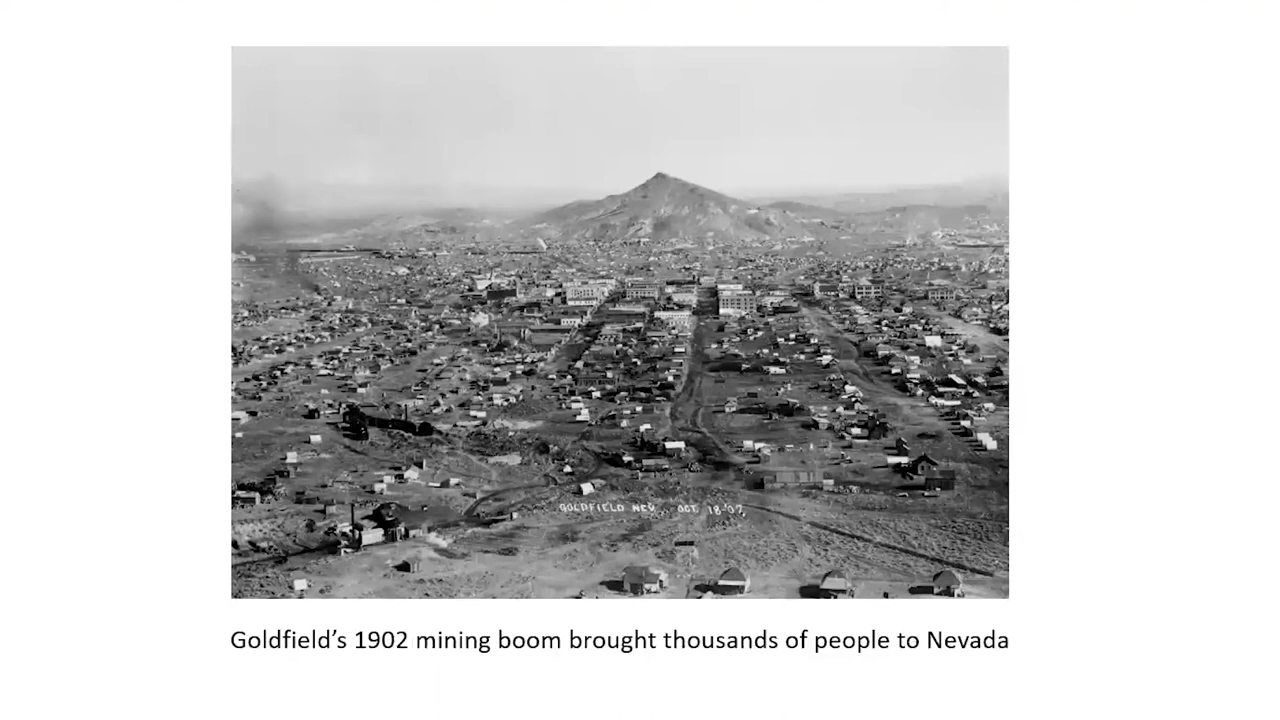 GOLDFIELD NEV. OCT. 18-'07.
Goldfield's 1902 mining boom brought thousands of people to Nevada